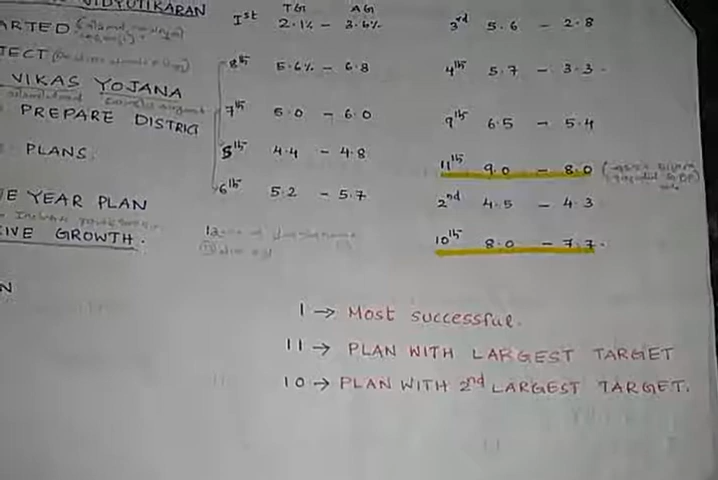 VIDYUTIKARAN
ARTED
JECT
VIKAS YOJANA
PREPARE DISTRICT
PLANS.
E YEAR PLAN
IVE GROWTH.
N
TG AG
Ist 2.1% - 3.6%
8th 5.6% - 6.8
7th 5.0 - 6.0
5th 4.4 - 4.8
6th 5.2 - 5.7
3rd 5.6 - 2.8
4th 5.7 - 3.3.
9th 6.5 - 5.4
11th 9.0 - 8.0
2nd 4.5 - 4.3
10th 8.0 - 7.7.
1 → Most successful.
11 → PLAN WITH LARGEST TARGET
10 → PLAN WITH 2nd LARGEST TARGET.